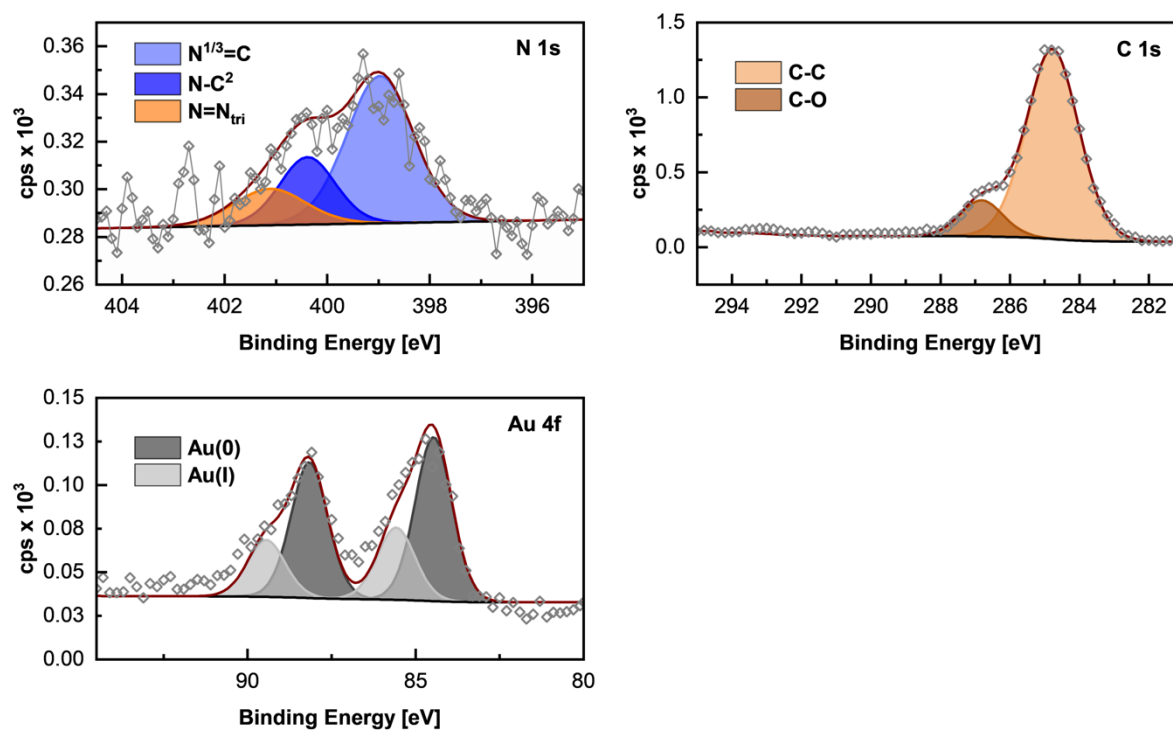 N 1s
N1/3=C
N-C2
N=Ntri
0.36
0.34
0.32
0.30
0.28
0.26
cps x 103
404
402
400
398
396
Binding Energy [eV]
C 1s
C-C
C-O
1.5
1.0
0.5
0.0
cps x 103
294
292
290
288
286
284
282
Binding Energy [eV]
Au 4f
Au(0)
Au(I)
0.15
0.13
0.10
0.08
0.05
0.03
0.00
cps x 103
90
85
80
Binding Energy [eV]